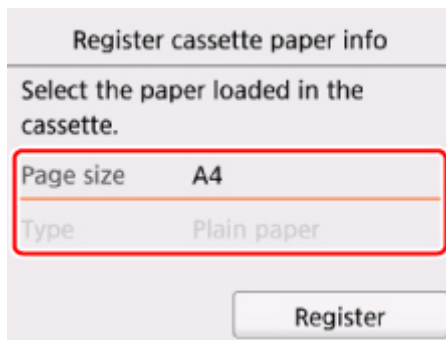 Register cassette paper info
Select the paper loaded in the
cassette.
Page size A4
Type Plain paper
Register